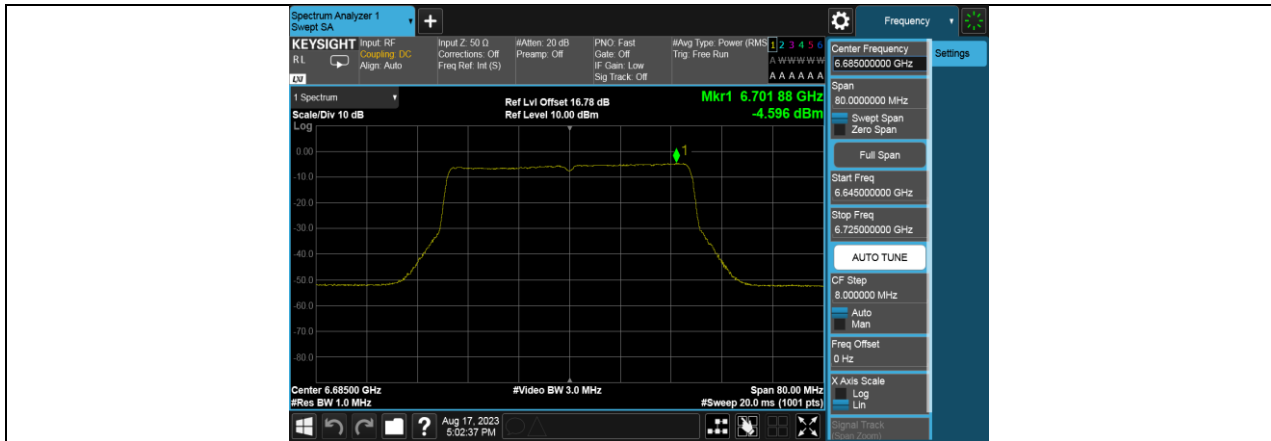 Spectrum Analyzer 1
Swept SA
+
Frequency
KEYSIGHT
RL
LXI
Input: RF
Coupling: DC
Align: Auto
Input Z: 50 Ω
Corrections: Off
Freq Ref: Int (S)
#Atten: 20 dB
Preamp: Off
PNO: Fast
Gate: Off
IF Gain: Low
Sig Track: Off
#Avg Type: Power (RMS
Trig: Free Run
1 2 3 4 5 6
A W W W W W
A A A A A A
Center Frequency
6.685000000 GHz
Settings
Span
80.0000000 MHz
Swept Span
Zero Span
Full Span
Start Freq
6.645000000 GHz
Stop Freq
6.725000000 GHz
AUTO TUNE
CF Step
8.000000 MHz
Auto
Man
Freq Offset
0 Hz
X Axis Scale
Log
Lin
Signal Track
(Span Zoom)
1 Spectrum
Scale/Div 10 dB
Ref Lvl Offset 16.78 dB
Ref Level 10.00 dBm
Mkr1 6.701 88 GHz
-4.596 dBm
Log
0.00
-10.0
-20.0
-30.0
-40.0
-50.0
-60.0
-70.0
-80.0
1
Center 6.68500 GHz
#Video BW 3.0 MHz
Span 80.00 MHz
#Res BW 1.0 MHz
#Sweep 20.0 ms (1001 pts)
?
Aug 17, 2023
5:02:37 PM